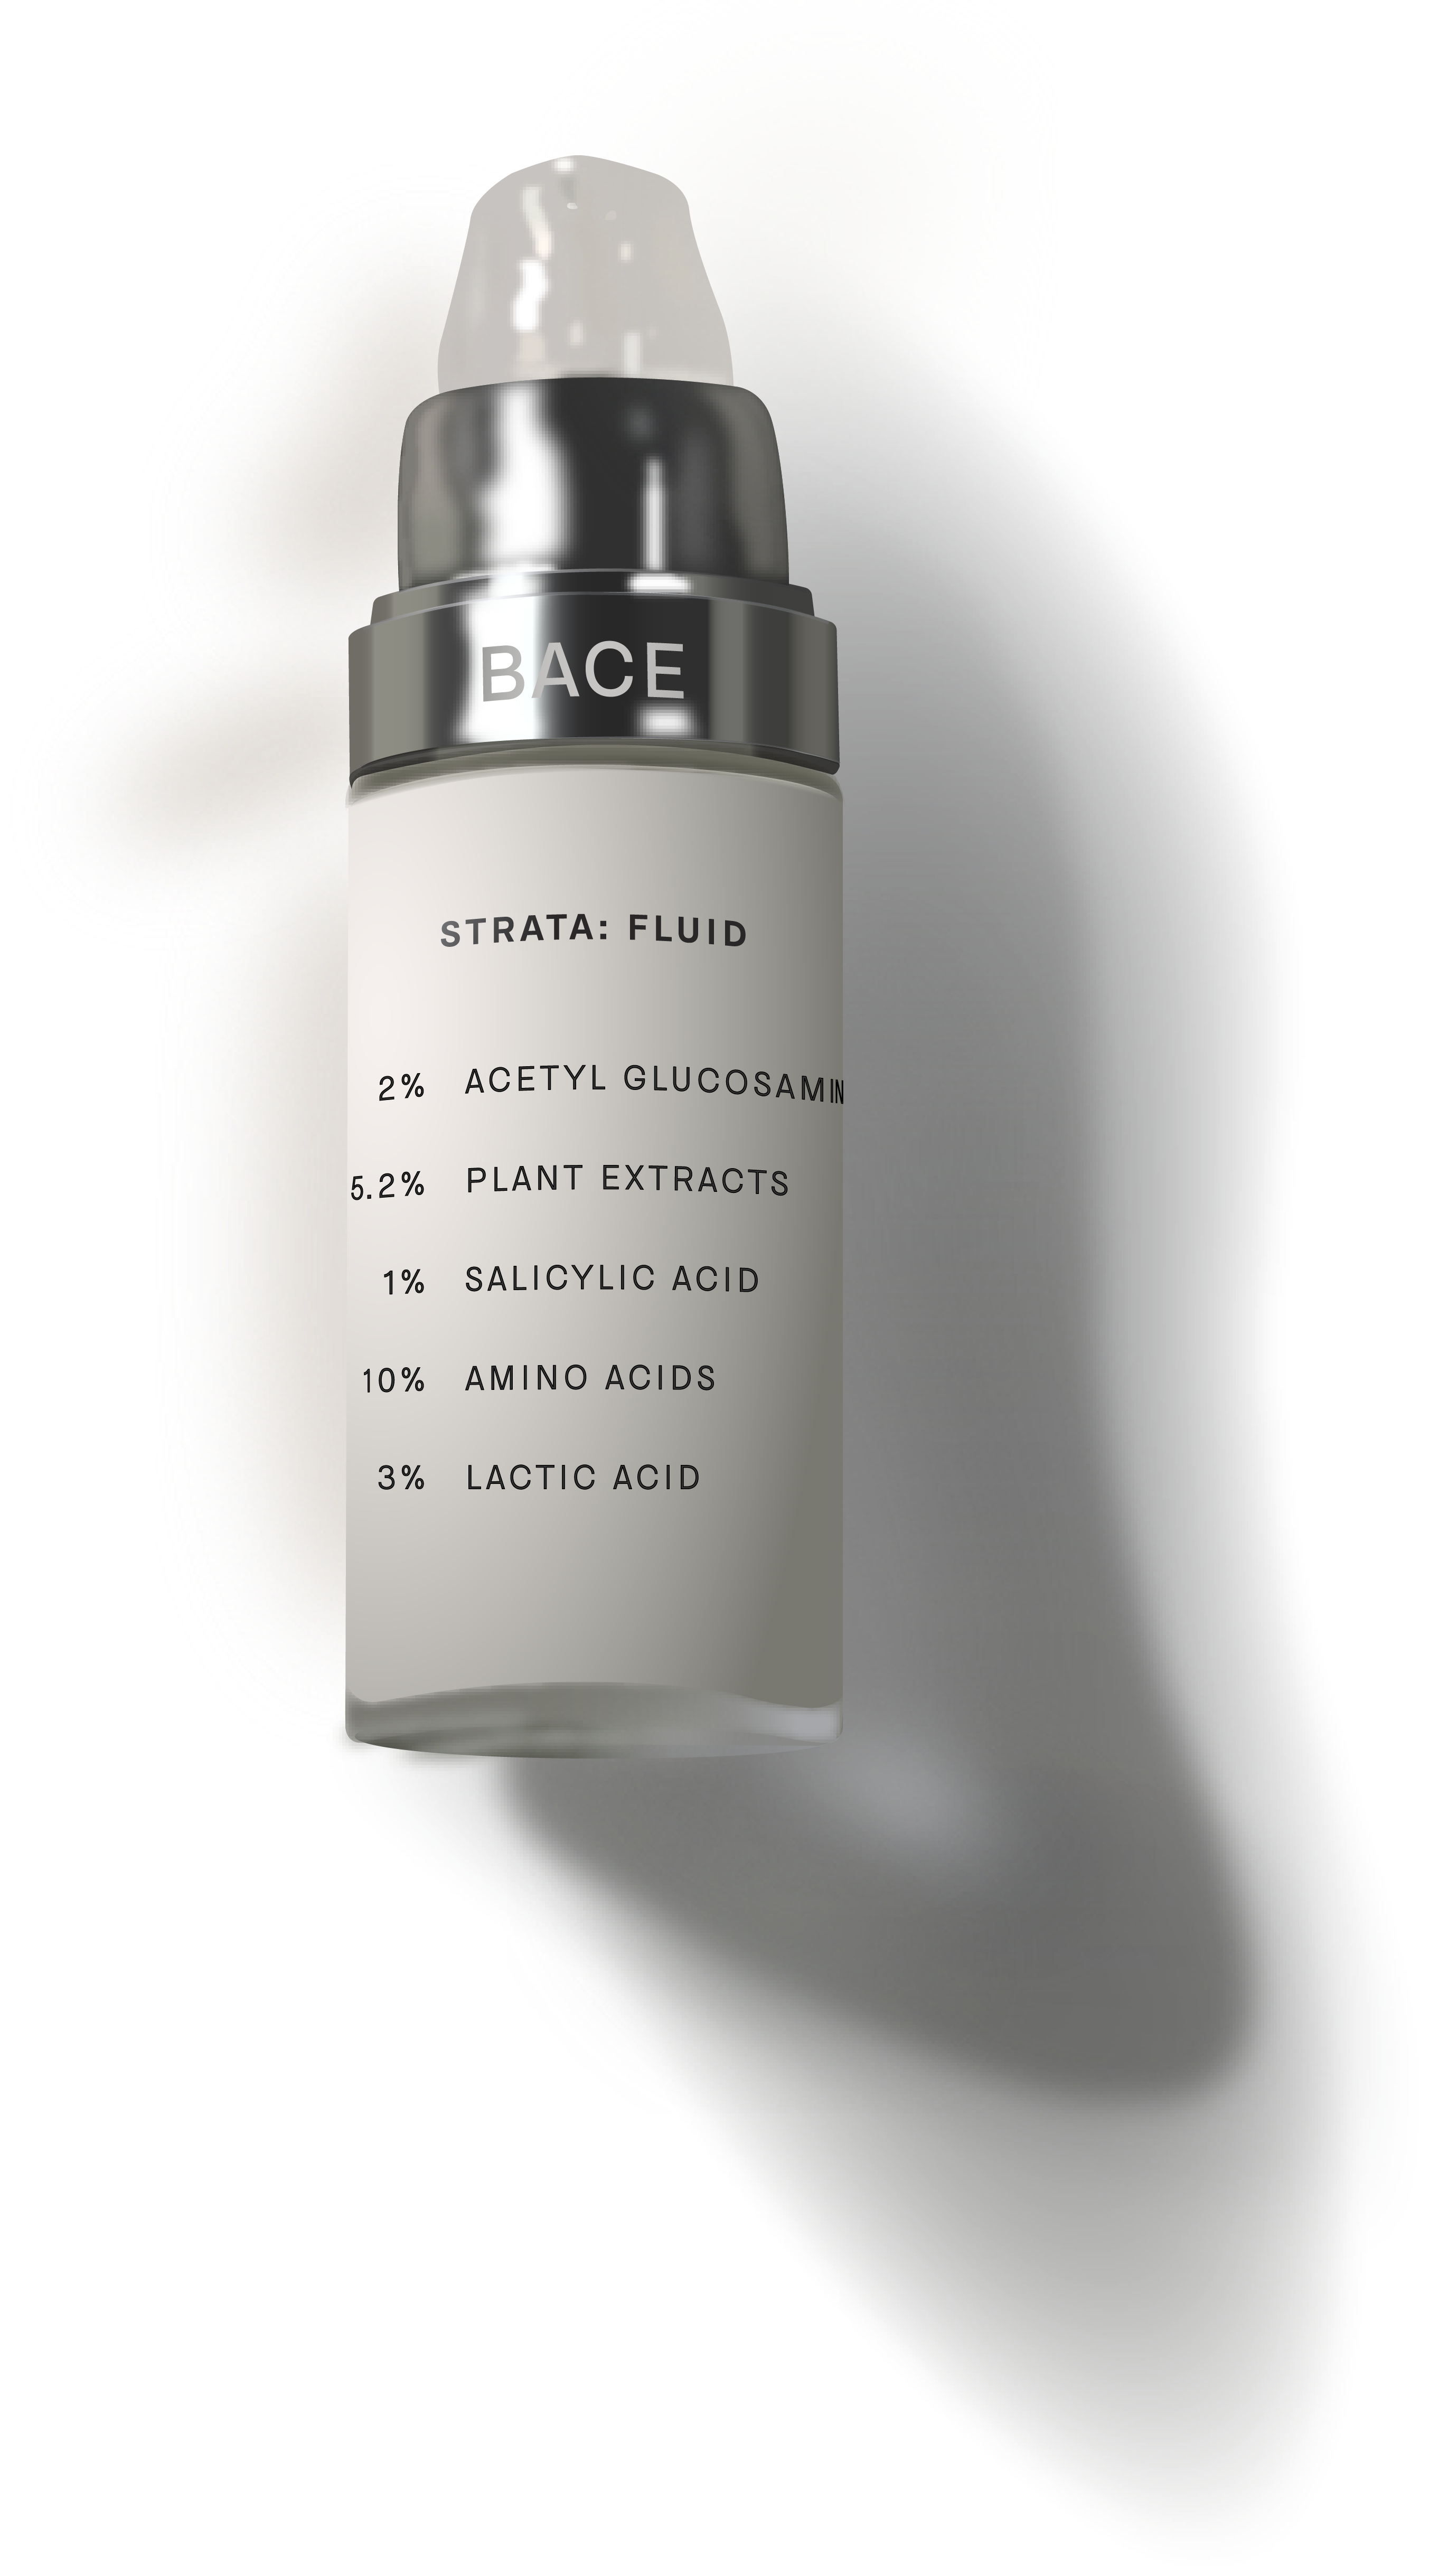 BACE
STRATA: FLUID
2% ACETYL GLUCOSAMIN
5.2% PLANT EXTRACTS
1% SALICYLIC ACID
10% AMINO ACIDS
3% LACTIC ACID